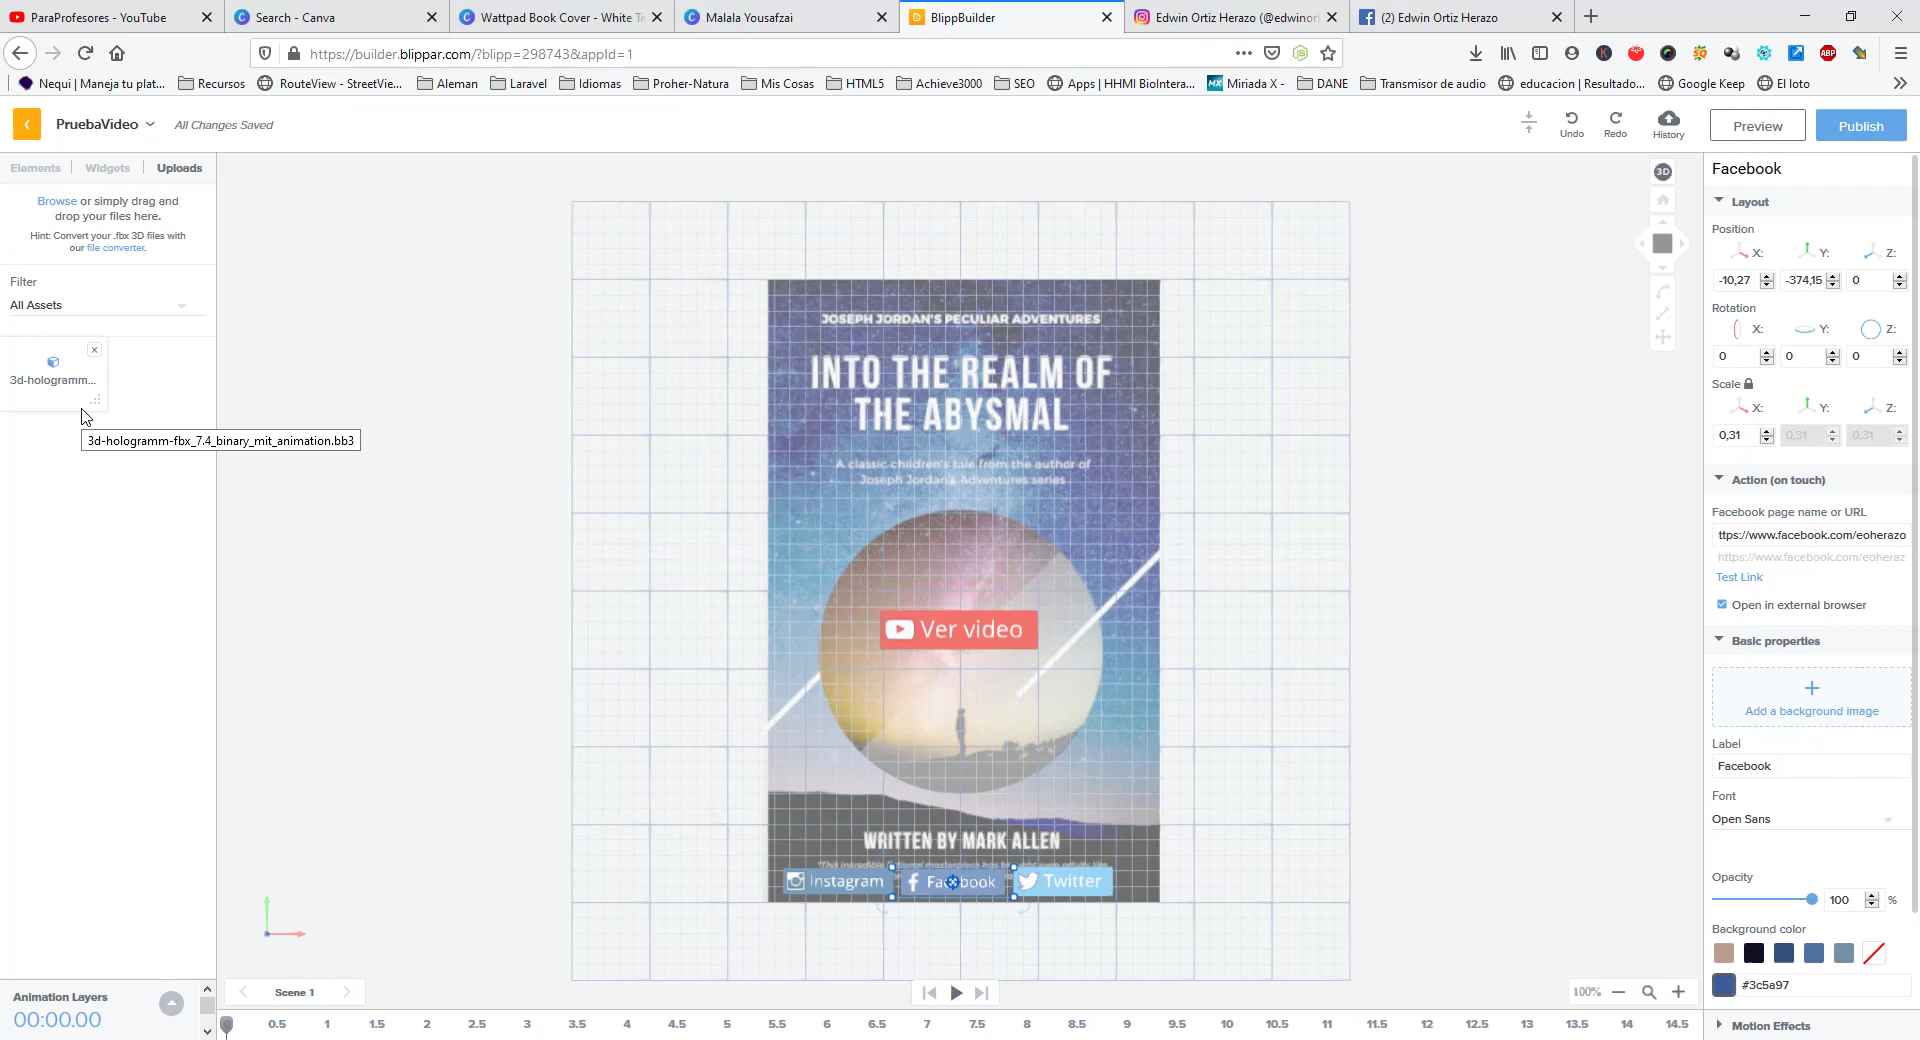 ParaProfesores - YouTube
Search - Canva
Wattpad Book Cover - White Te
Malala Yousafzai
BlippBuilder
Edwin Ortiz Herazo (@edwinor
(2) Edwin Ortiz Herazo
https://builder.blippar.com/?blipp=298743&appId=1
Nequi | Maneja tu plat...
Recursos
RouteView - StreetVie...
Aleman
Laravel
Idiomas
Proher-Natura
Mis Cosas
HTML5
Achieve3000
SEO
Apps | HHMI BioIntera...
Miriada X -
DANE
Transmisor de audio
educacion | Resultado...
Google Keep
El loto
PruebaVideo
All Changes Saved
Undo
Redo
History
Preview
Publish
Elements
Widgets
Uploads
Browse or simply drag and
drop your files here.
Hint: Convert your .fbx 3D files with
our file converter.
Filter
All Assets
3d-hologramm...
3d-hologramm-fbx_7.4_binary_mit_animation.bb3
3D
JOSEPH JORDAN'S PECULIAR ADVENTURES
INTO THE REALM OF
THE ABYSMAL
A classic children's tale from the author of
Joseph Jordan's Adventures series
Ver video
WRITTEN BY MARK ALLEN
Instagram
Facebook
Twitter
Facebook
Layout
Position
X: Y: Z:
-10,27 -374,15 0
Rotation
X: Y: Z:
0 0 0
Scale
X: Y: Z:
0,31 0,31 0,31
Action (on touch)
Facebook page name or URL
ttps://www.facebook.com/eoherazo
https://www.facebook.com/eoheraz
Test Link
Open in external browser
Basic properties
Add a background image
Label
Facebook
Font
Open Sans
Opacity
100 %
Background color
#3c5a97
Motion Effects
Animation Layers
00:00.00
Scene 1
100%
0.5 1 1.5 2 2.5 3 3.5 4 4.5 5 5.5 6 6.5 7 7.5 8 8.5 9 9.5 10 10.5 11 11.5 12 12.5 13 13.5 14 14.5